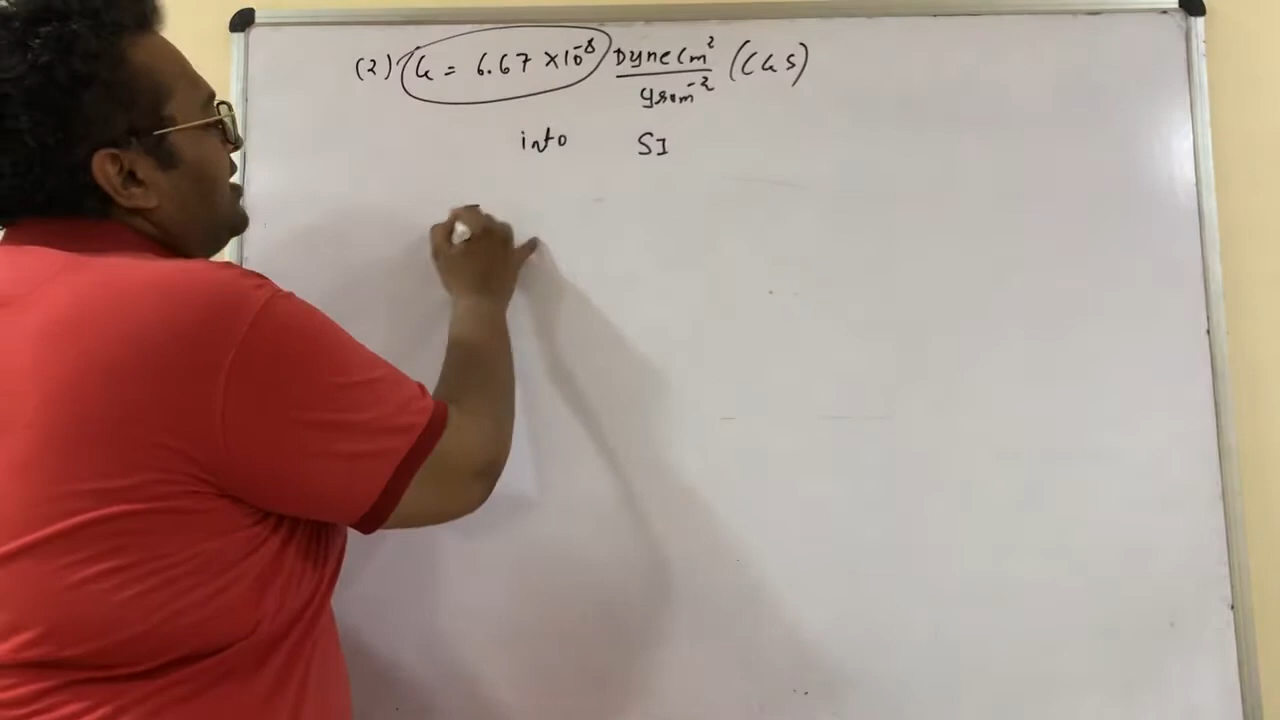 (2) G = 6.67 × 10⁻⁸ Dyne Cm² (CGS)
gram⁻²
into SI